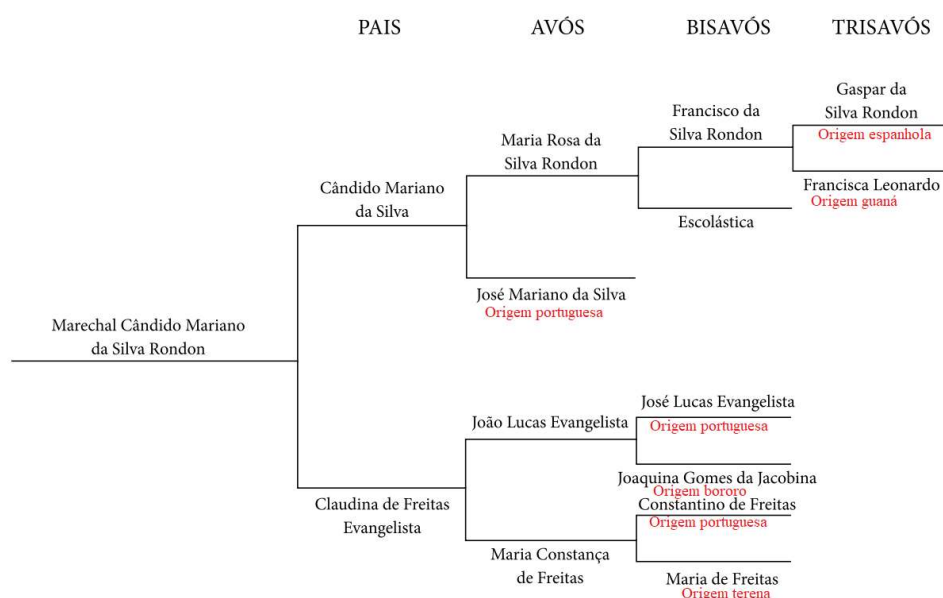 PAIS AVÓS BISAVÓS TRISAVÓS
Gaspar da
Silva Rondon
Origem espanhola
Francisco da
Silva Rondon
Maria Rosa da
Silva Rondon
Francisca Leonardo
Origem guaná
Cândido Mariano
da Silva
Escolástica
José Mariano da Silva
Origem portuguesa
Marechal Cândido Mariano
da Silva Rondon
José Lucas Evangelista
Origem portuguesa
João Lucas Evangelista
Joaquina Gomes da Jacobina
Origem bororo
Claudina de Freitas
Evangelista
Constantino de Freitas
Origem portuguesa
Maria Constança
de Freitas
Maria de Freitas
Origem terena